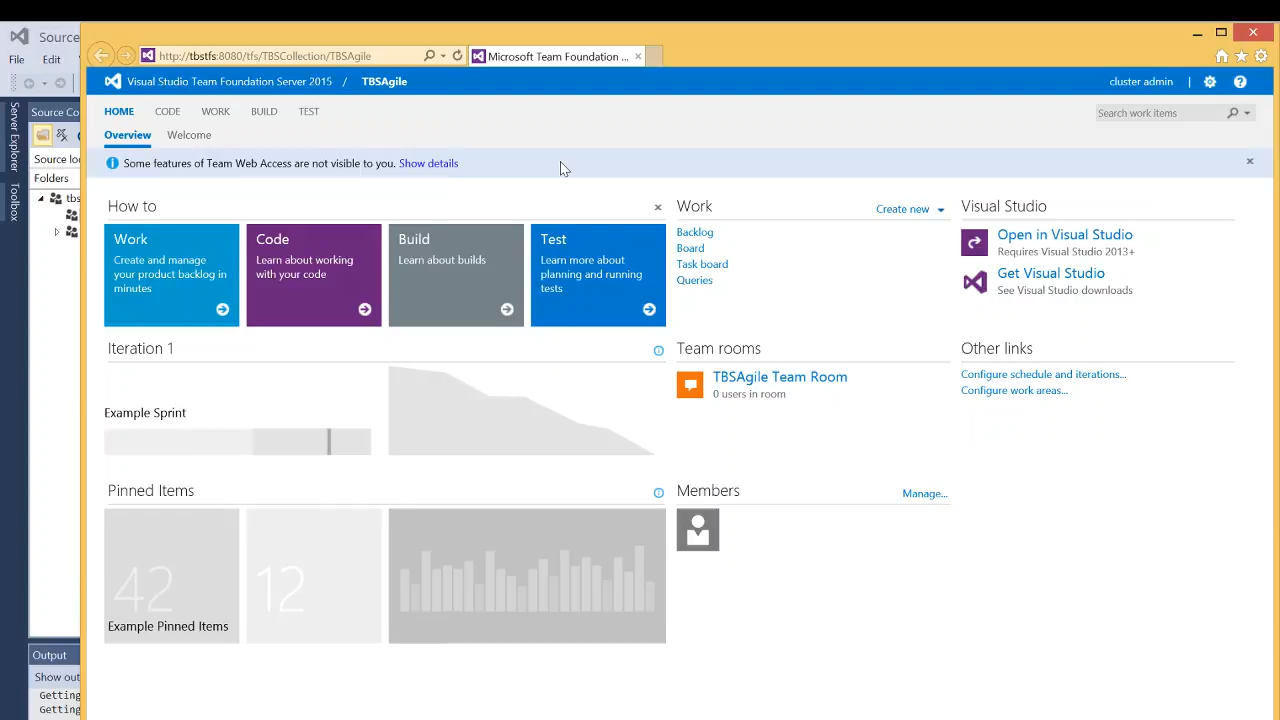 Source
File Edit
http://tbstfs:8080/tfs/TBSCollection/TBSAgile
Microsoft Team Foundation ...
Visual Studio Team Foundation Server 2015 / TBSAgile
cluster admin
HOME CODE WORK BUILD TEST
Search work items
Overview Welcome
Some features of Team Web Access are not visible to you. Show details
Server Explorer
Toolbox
Source Co
Source loc
Folders
tbs
How to
Work
Create and manage
your product backlog in
minutes
Code
Learn about working
with your code
Build
Learn about builds
Test
Learn more about
planning and running
tests
Work
Create new
Backlog
Board
Task board
Queries
Visual Studio
Open in Visual Studio
Requires Visual Studio 2013+
Get Visual Studio
See Visual Studio downloads
Iteration 1
Example Sprint
Team rooms
TBSAgile Team Room
0 users in room
Other links
Configure schedule and iterations...
Configure work areas...
Pinned Items
42
Example Pinned Items
12
Members
Manage...
Output
Show out
Getting
Getting